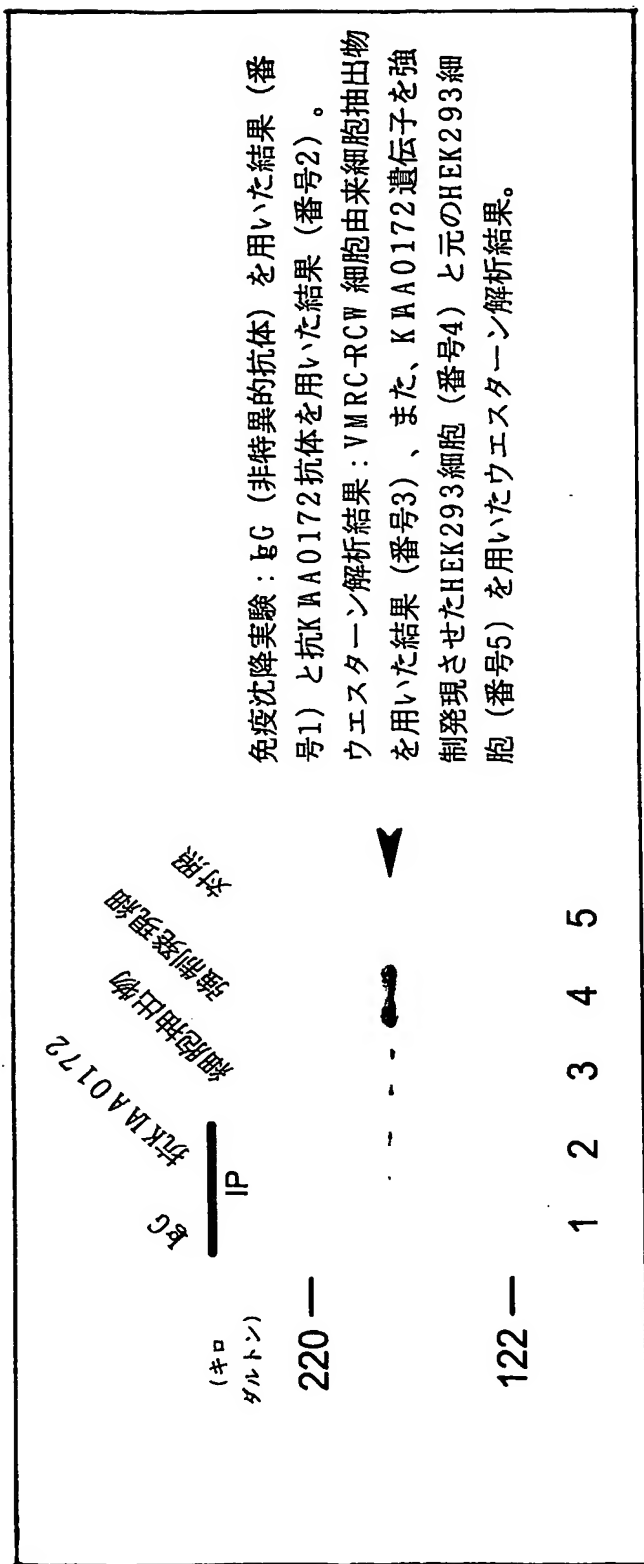 IgG
抗KIAA0172
細胞抽出物
強制発現細
対照
IP
(キロ
ダルトン)
220
122
1 2 3 4 5
免疫沈降実験：IgG（非特異的抗体）を用いた結果（番
号1）と抗KIAA0172抗体を用いた結果（番号2）。
ウエスターン解析結果：VMRC-RCW 細胞由来細胞抽出物
を用いた結果（番号3）、また、KIAA0172遺伝子を強
制発現させたHEK293細胞（番号4）と元のHEK293細
胞（番号5）を用いたウエスターン解析結果。